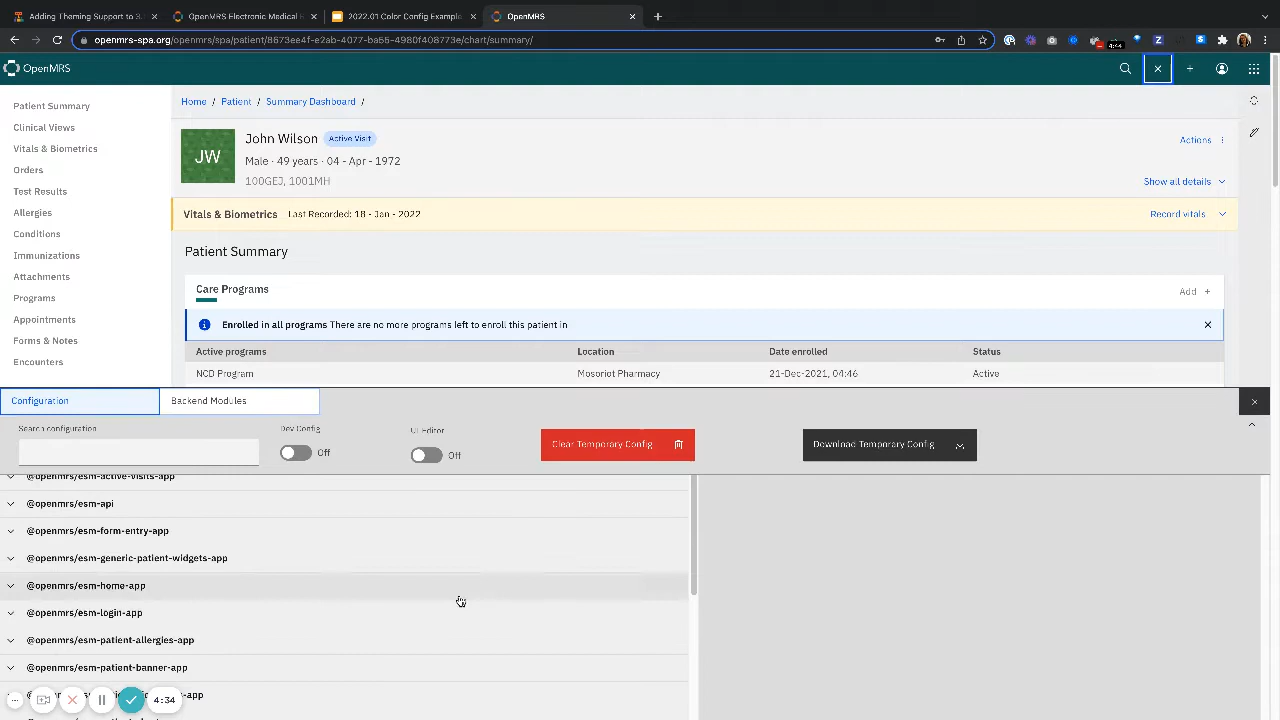 Adding Theming Support to 3.
OpenMRS Electronic Medical R
2022.01 Color Config Example
OpenMRS
openmrs-spa.org/openmrs/spa/patient/8673ee4f-e2ab-4077-ba55-4980f408773e/chart/summary/
4:44
OpenMRS
Patient Summary
Clinical Views
Vitals & Biometrics
Orders
Test Results
Allergies
Conditions
Immunizations
Attachments
Programs
Appointments
Forms & Notes
Encounters
Home / Patient / Summary Dashboard /
JW
John Wilson Active Visit
Male · 49 years · 04 - Apr - 1972
100GEJ, 1001MH
Actions
Show all details
Vitals & Biometrics Last Recorded: 18 - Jan - 2022
Record vitals
Patient Summary
Care Programs
Add +
Enrolled in all programs There are no more programs left to enroll this patient in
Active programs Location Date enrolled Status
NCD Program Mosoriot Pharmacy 21-Dec-2021, 04:46 Active
Configuration
Backend Modules
Search configuration
Dev Config
Off
UI Editor
Off
Clear Temporary Config
Download Temporary Config
@openmrs/esm-active-visits-app
@openmrs/esm-api
@openmrs/esm-form-entry-app
@openmrs/esm-generic-patient-widgets-app
@openmrs/esm-home-app
@openmrs/esm-login-app
@openmrs/esm-patient-allergies-app
@openmrs/esm-patient-banner-app
4:34